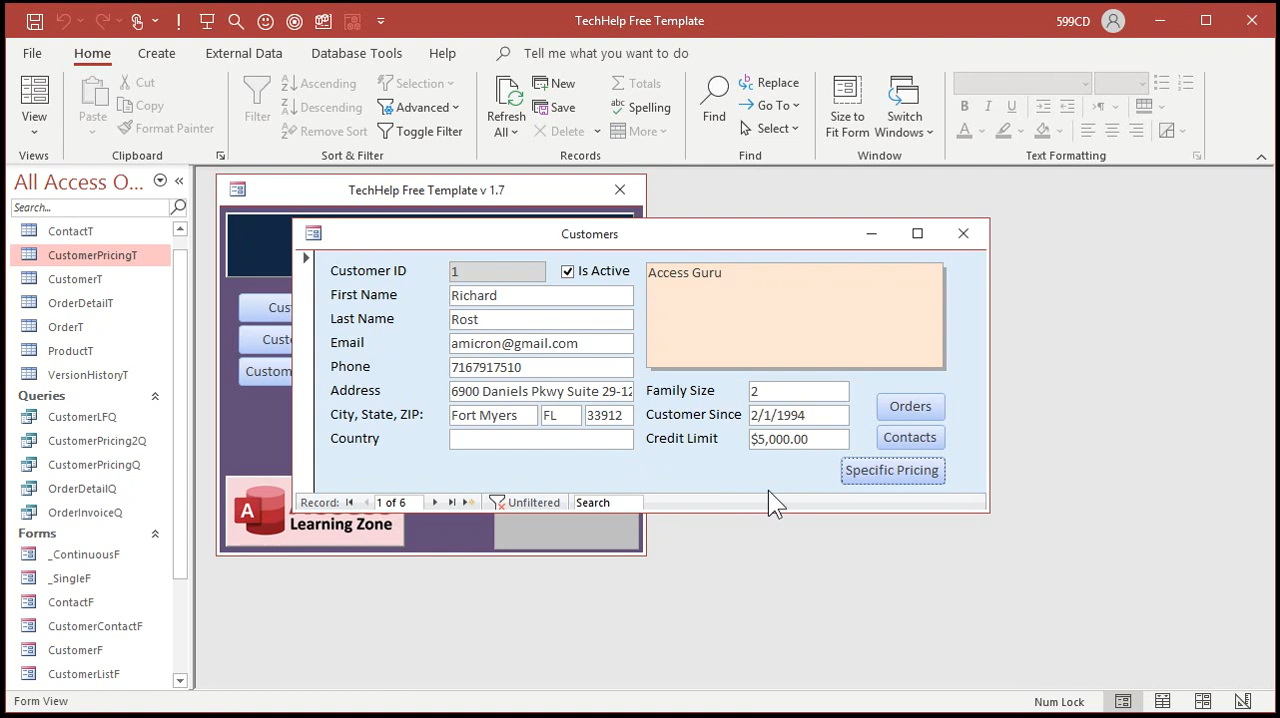 TechHelp Free Template
599CD
File
Home
Create
External Data
Database Tools
Help
Tell me what you want to do
View
Views
Paste
Cut
Copy
Format Painter
Clipboard
Filter
Ascending
Descending
Remove Sort
Selection
Advanced
Toggle Filter
Sort & Filter
Refresh
All
New
Save
Delete
Totals
Spelling
More
Records
Find
Replace
Go To
Select
Find
Size to
Fit Form
Switch
Windows
Window
B I U
A
Text Formatting
All Access O...
Search...
ContactT
CustomerPricingT
CustomerT
OrderDetailT
OrderT
ProductT
VersionHistoryT
Queries
CustomerLFQ
CustomerPricing2Q
CustomerPricingQ
OrderDetailQ
OrderInvoiceQ
Forms
_ContinuousF
_SingleF
ContactF
CustomerContactF
CustomerF
CustomerListF
TechHelp Free Template v 1.7
Cus
Custo
Custom
A
Learning Zone
Customers
Customer ID 1
Is Active
First Name Richard
Last Name Rost
Email amicron@gmail.com
Phone 7167917510
Address 6900 Daniels Pkwy Suite 29-12
City, State, ZIP: Fort Myers FL 33912
Country
Access Guru
Family Size 2
Customer Since 2/1/1994
Credit Limit $5,000.00
Orders
Contacts
Specific Pricing
Record: 1 of 6 Unfiltered Search
Form View
Num Lock